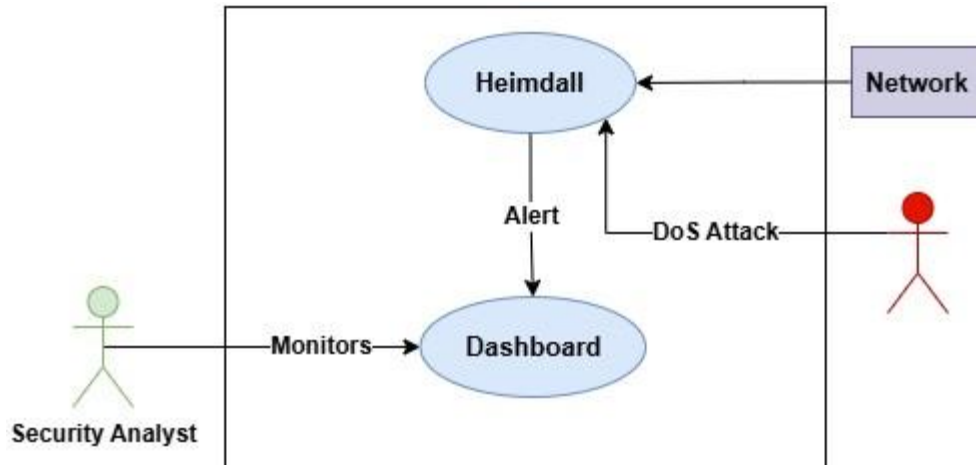 Heimdall
Network
Alert
DoS Attack
Monitors
Dashboard
Security Analyst